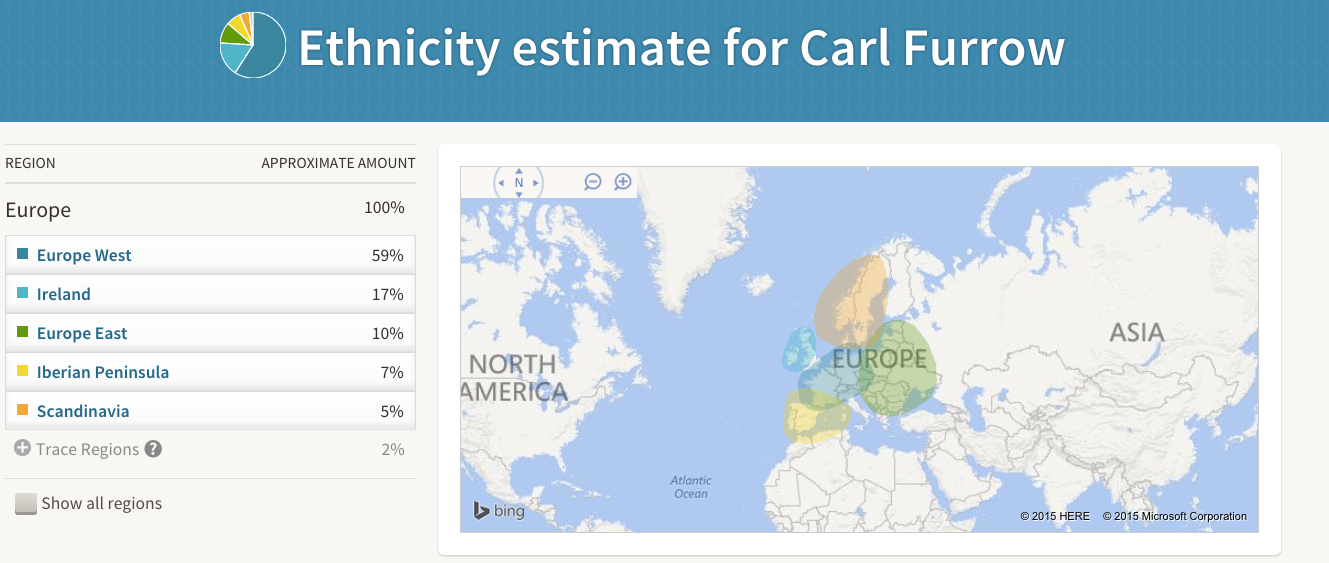 Ethnicity estimate for Carl Furrow
REGION APPROXIMATE AMOUNT
Europe 100%
Europe West 59%
Ireland 17%
Europe East 10%
Iberian Peninsula 7%
Scandinavia 5%
Trace Regions ? 2%
Show all regions
N
NORTH
AMERICA
EUROPE
ASIA
Atlantic
Ocean
bing
© 2015 HERE © 2015 Microsoft Corporation